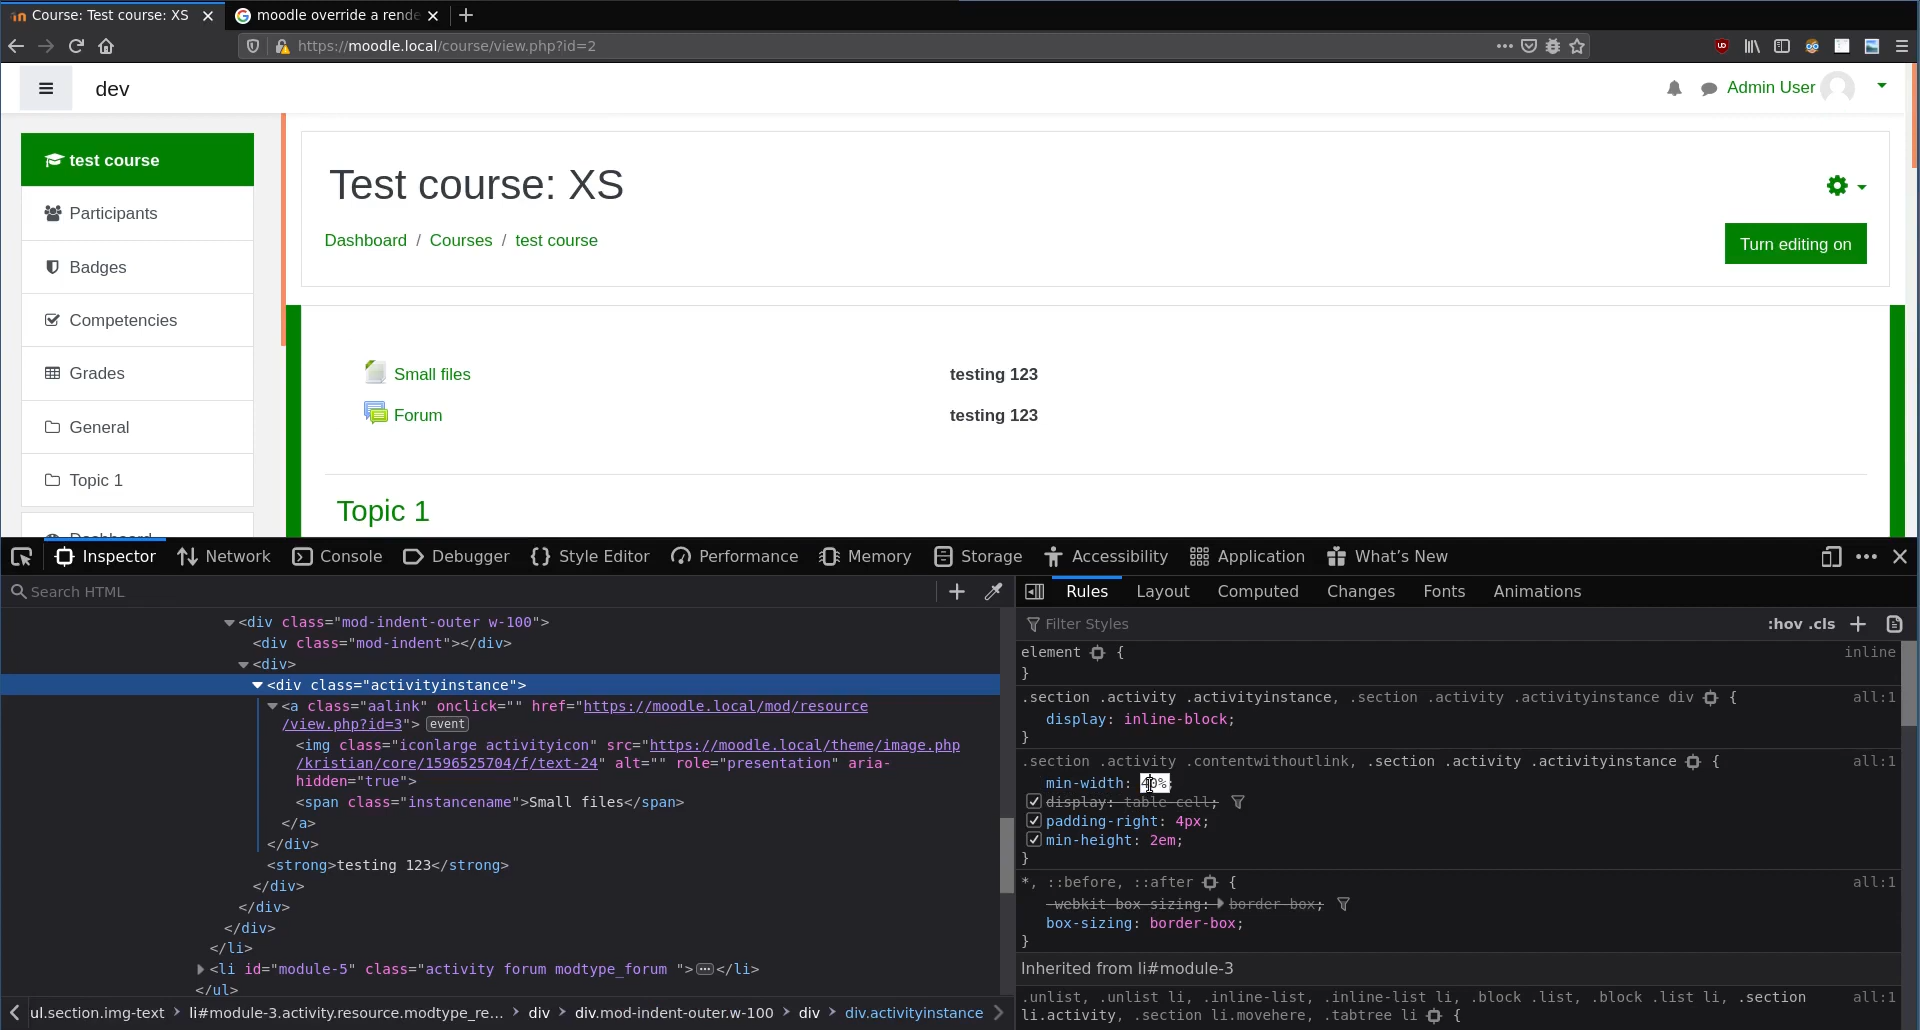 Course: Test course: XS
moodle override a rende
https://moodle.local/course/view.php?id=2
dev
Admin User
test course
Participants
Badges
Competencies
Grades
General
Topic 1
Test course: XS
Dashboard / Courses / test course
Turn editing on
Small files testing 123
Forum testing 123
Topic 1
Inspector Network Console Debugger Style Editor Performance Memory Storage Accessibility Application What's New
Search HTML
<div class="mod-indent-outer w-100">
<div class="mod-indent"></div>
<div>
<div class="activityinstance">
<a class="aalink" onclick="" href="https://moodle.local/mod/resource
/view.php?id=3"> event
<img class="iconlarge activityicon" src="https://moodle.local/theme/image.php
/kristian/core/1596525704/f/text-24" alt="" role="presentation" aria-
hidden="true">
<span class="instancename">Small files</span>
</a>
</div>
<strong>testing 123</strong>
</div>
</div>
</div>
</li>
<li id="module-5" class="activity forum modtype_forum ">…</li>
</ul>
ul.section.img-text li#module-3.activity.resource.modtype_re… div div.mod-indent-outer.w-100 div div.activityinstance
Rules Layout Computed Changes Fonts Animations
Filter Styles :hov .cls
element { inline
}
.section .activity .activityinstance, .section .activity .activityinstance div { all:1
display: inline-block;
}
.section .activity .contentwithoutlink, .section .activity .activityinstance { all:1
min-width: 40%;
display: table-cell;
padding-right: 4px;
min-height: 2em;
}
*, ::before, ::after { all:1
-webkit-box-sizing: border-box;
box-sizing: border-box;
}
Inherited from li#module-3
.unlist, .unlist li, .inline-list, .inline-list li, .block .list, .block .list li, .section all:1
li.activity, .section li.movehere, .tabtree li {